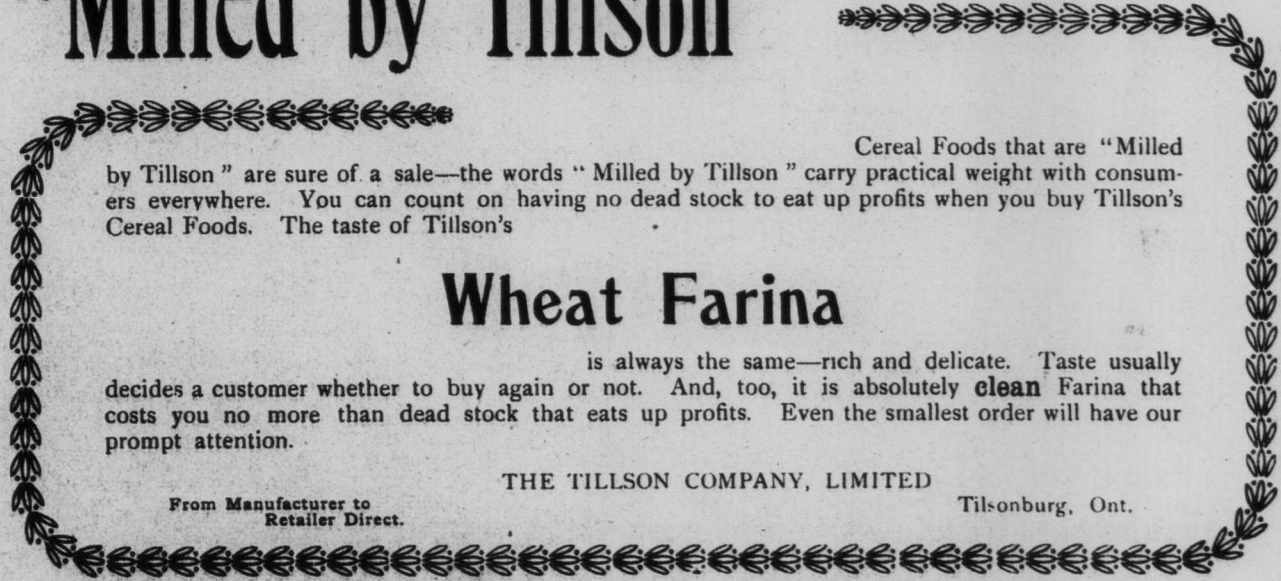 Milled by Tillson
Cereal Foods that are "Milled
by Tillson" are sure of a sale—the words "Milled by Tillson" carry practical weight with consum-
ers everywhere. You can count on having no dead stock to eat up profits when you buy Tillson's
Cereal Foods. The taste of Tillson's
Wheat Farina
is always the same—rich and delicate. Taste usually
decides a customer whether to buy again or not. And, too, it is absolutely clean Farina that
costs you no more than dead stock that eats up profits. Even the smallest order will have our
prompt attention.
THE TILLSON COMPANY, LIMITED
From Manufacturer to
Retailer Direct.
Tilsonburg, Ont.